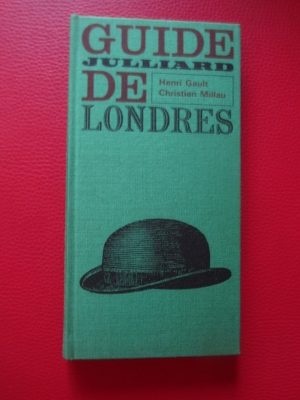 GUIDE
JULLIARD
DE
Henri Gault
Christian Millau
LONDRES